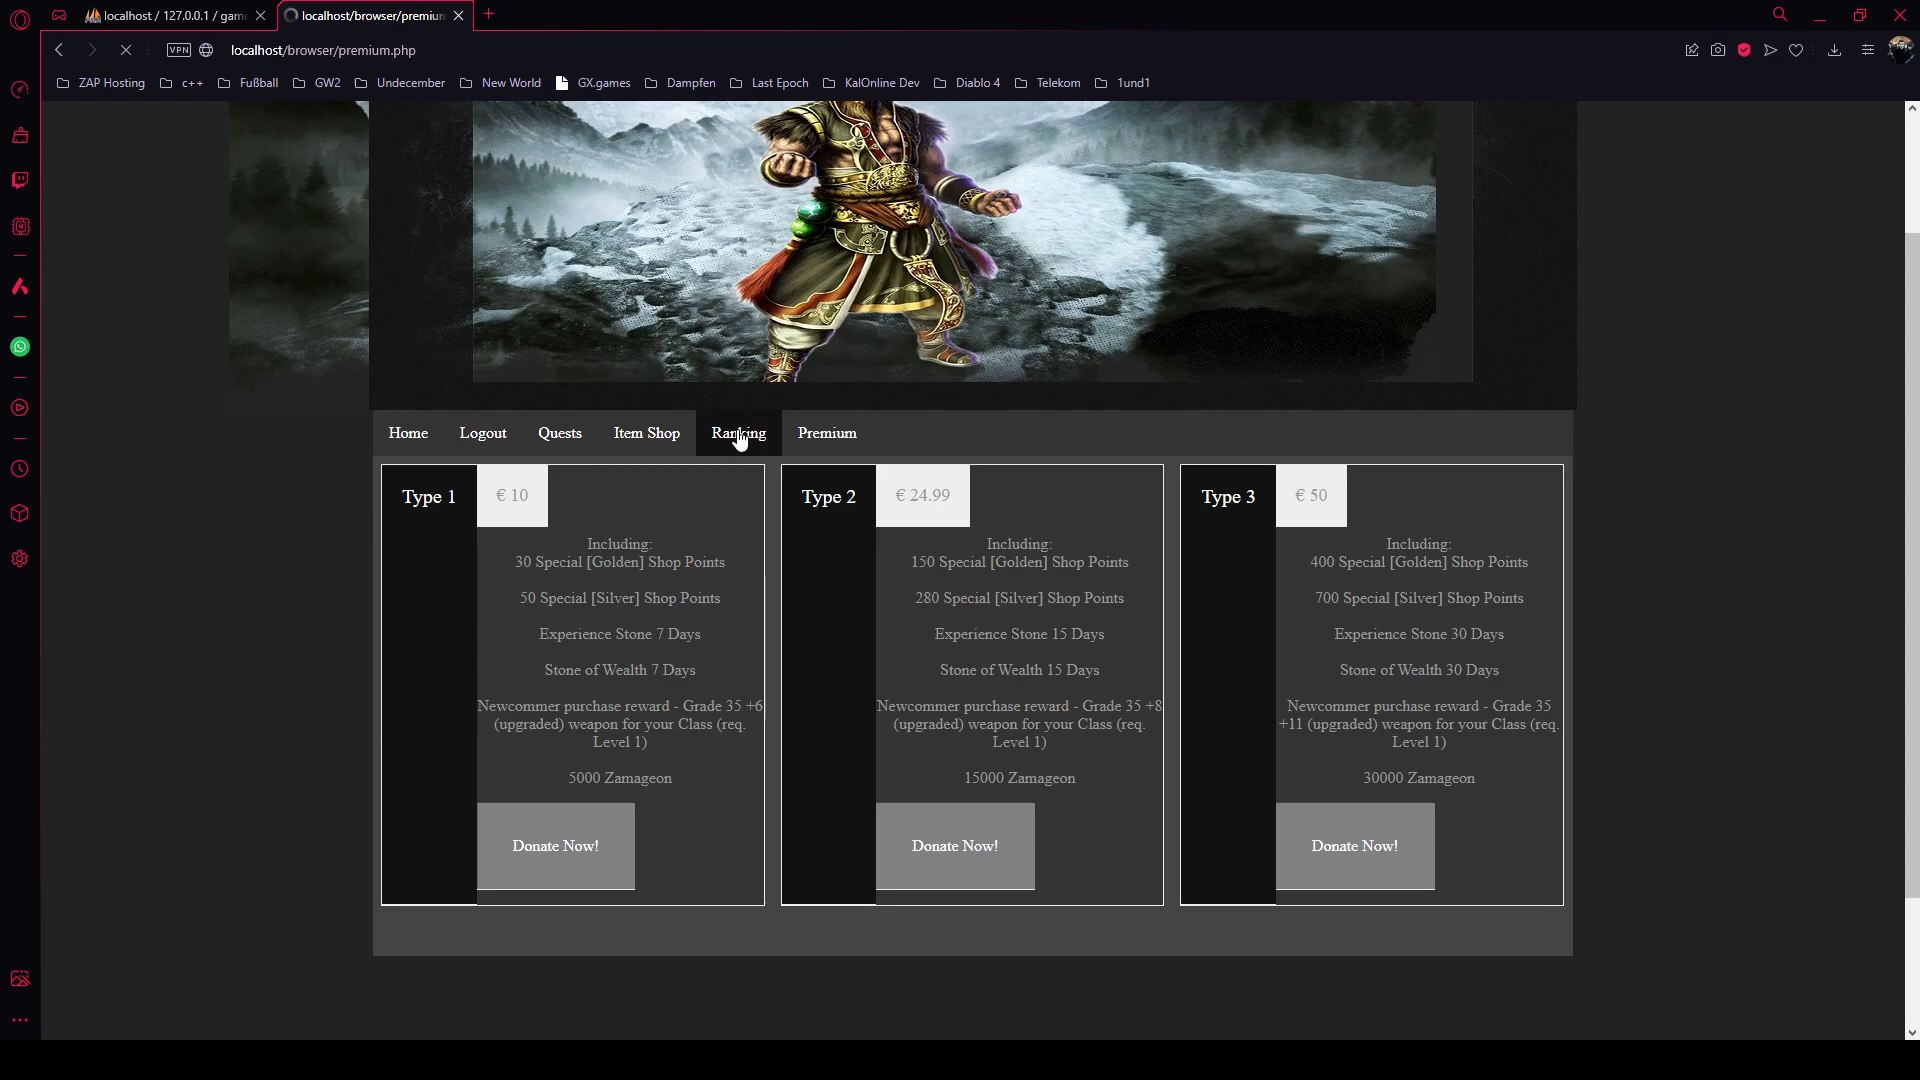 localhost / 127.0.0.1 / game
localhost/browser/premium
VPN
localhost/browser/premium.php
ZAP Hosting
c++
Fußball
GW2
Undecember
New World
GX.games
Dampfen
Last Epoch
KalOnline Dev
Diablo 4
Telekom
1und1
Home
Logout
Quests
Item Shop
Ranking
Premium
Type 1
€ 10
Including:
30 Special [Golden] Shop Points
50 Special [Silver] Shop Points
Experience Stone 7 Days
Stone of Wealth 7 Days
Newcommer purchase reward - Grade 35 +6
(upgraded) weapon for your Class (req.
Level 1)
5000 Zamageon
Donate Now!
Type 2
€ 24.99
Including:
150 Special [Golden] Shop Points
280 Special [Silver] Shop Points
Experience Stone 15 Days
Stone of Wealth 15 Days
Newcommer purchase reward - Grade 35 +8
(upgraded) weapon for your Class (req.
Level 1)
15000 Zamageon
Donate Now!
Type 3
€ 50
Including:
400 Special [Golden] Shop Points
700 Special [Silver] Shop Points
Experience Stone 30 Days
Stone of Wealth 30 Days
Newcommer purchase reward - Grade 35
+11 (upgraded) weapon for your Class (req.
Level 1)
30000 Zamageon
Donate Now!